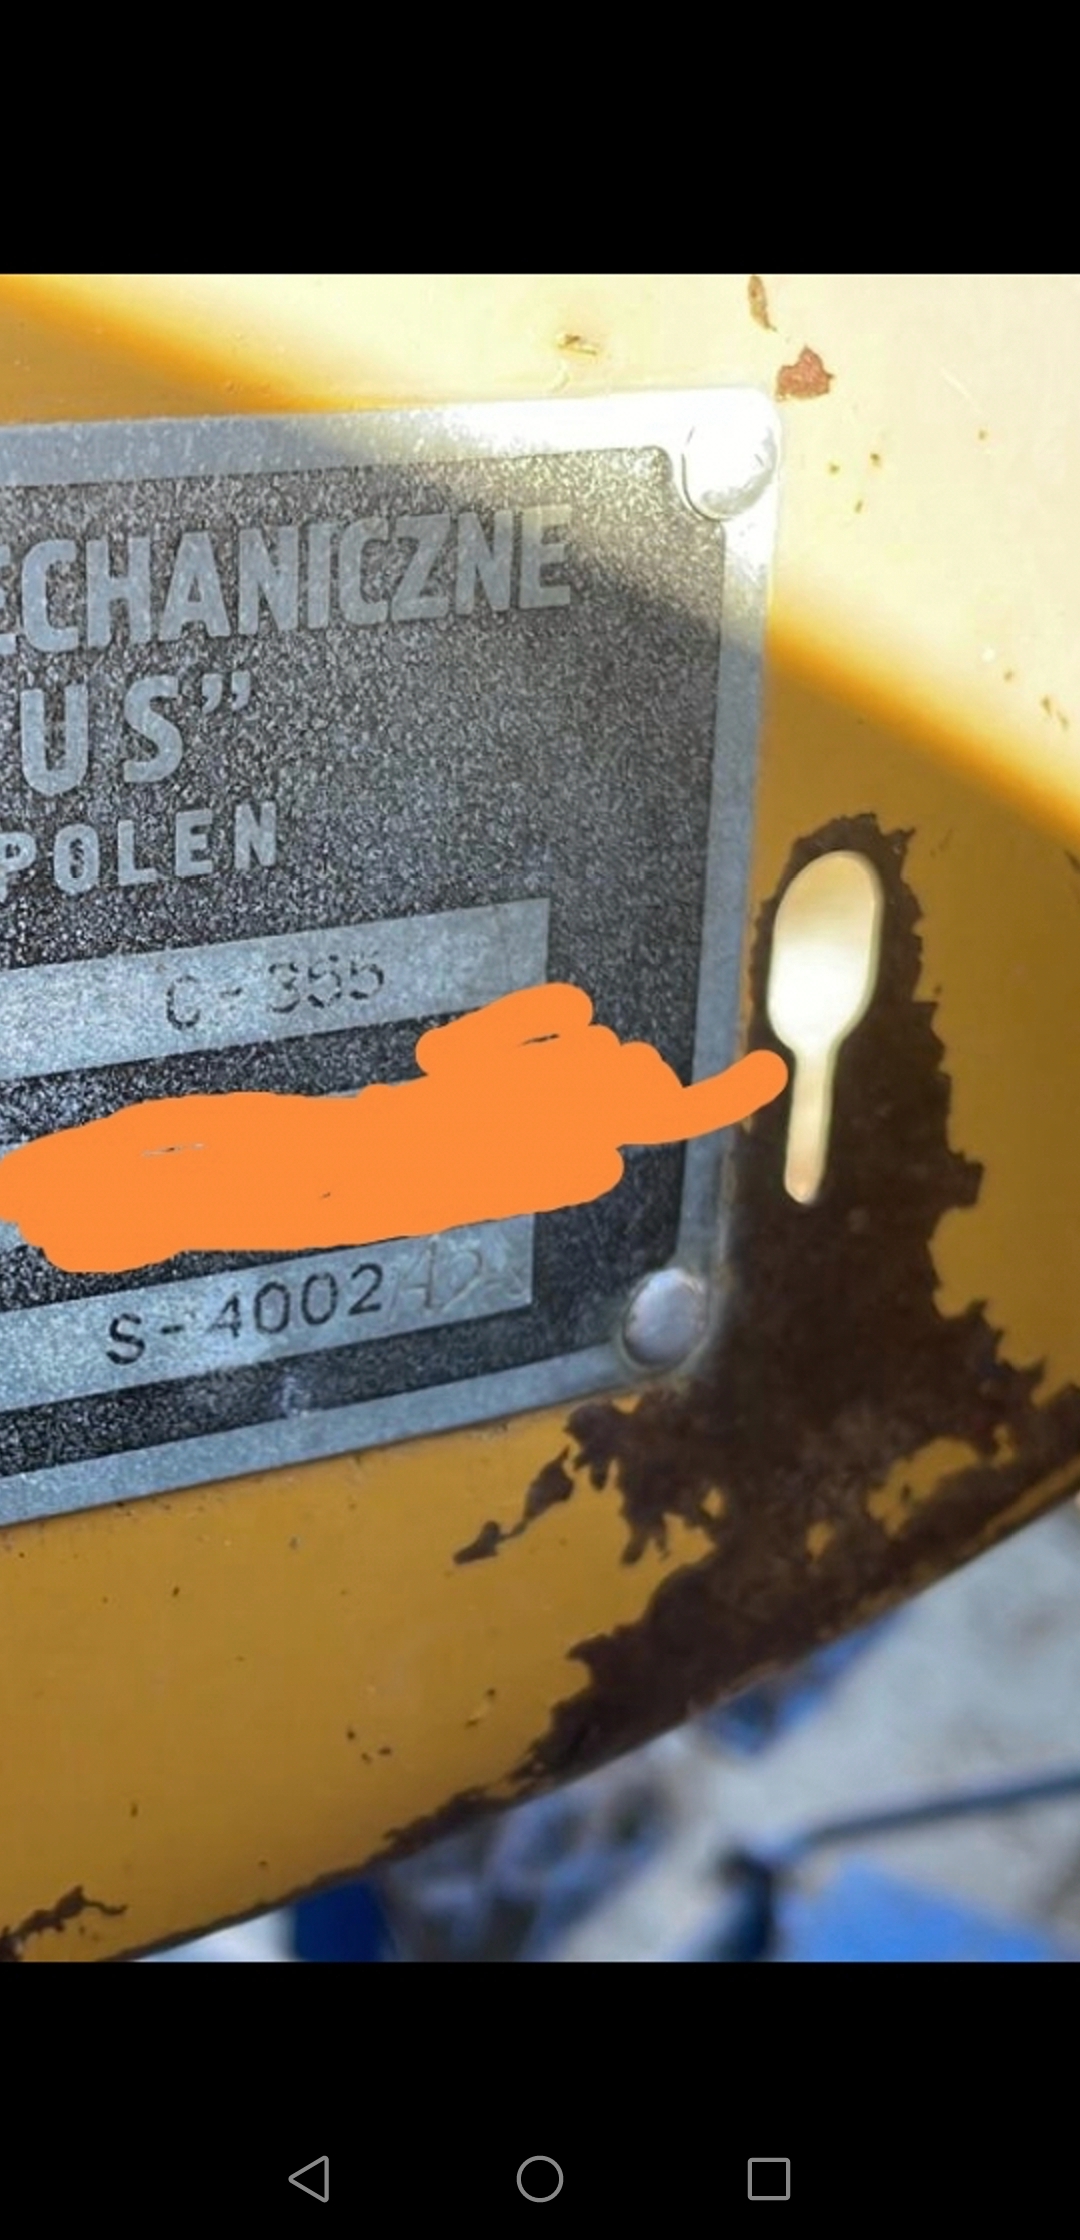 ECHANICZNE
US”
POLEN
C-355
S-4002